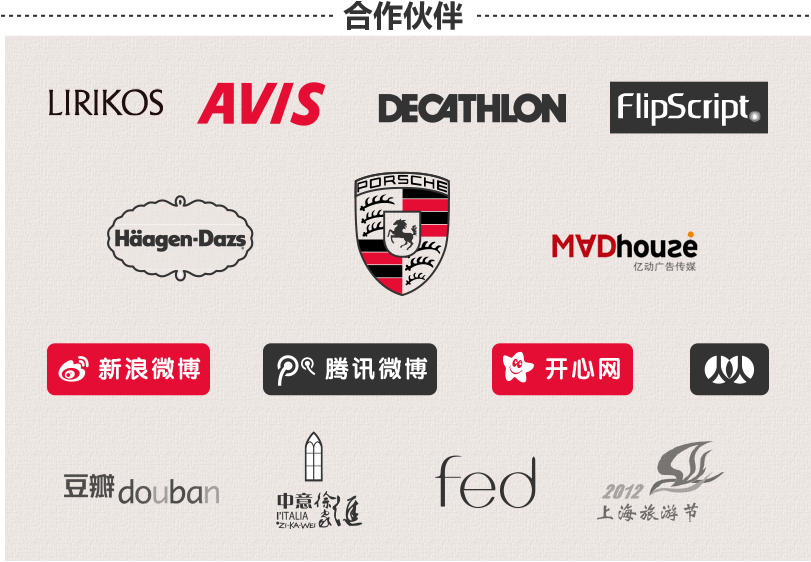 合作伙伴
LIRIKOS
AVIS
DECATHLON
FlipScript.
Häagen-Dazs
PORSCHE
MADhouse
亿动广告传媒
新浪微博
腾讯微博
开心网
豆瓣douban
中意徐家汇
l'ITALIA
ZI·KA·WEI
fed
2012
上海旅游节